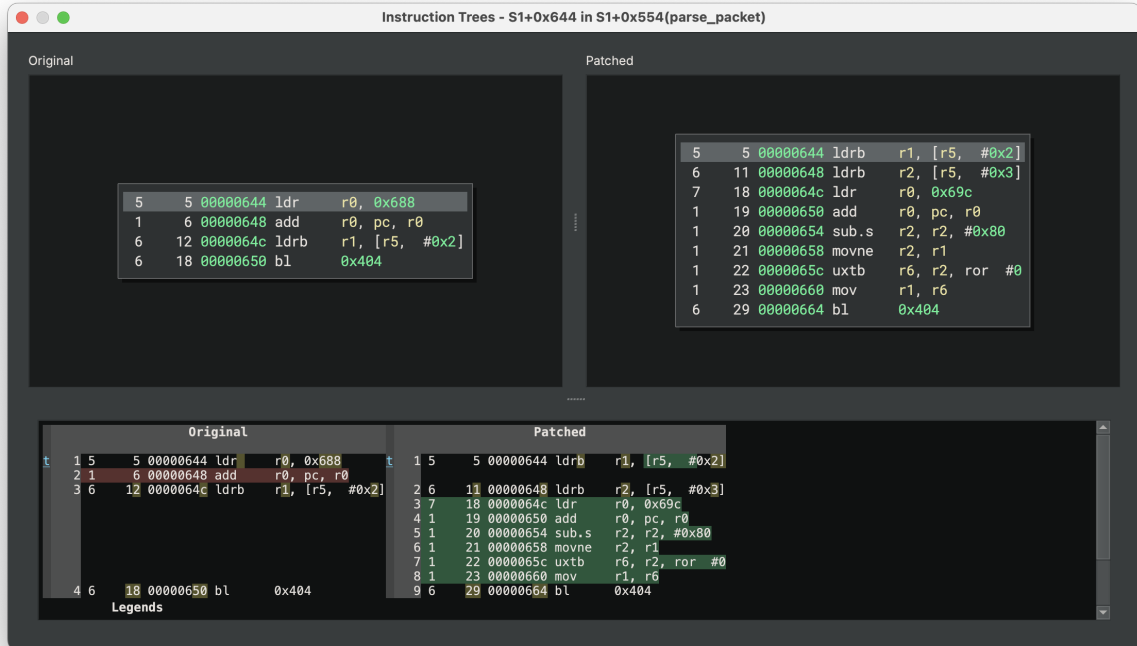 Instruction Trees - S1+0x644 in S1+0x554(parse_packet)
Original
Patched
5 5 00000644 ldr r0, 0x688
1 6 00000648 add r0, pc, r0
6 12 0000064c ldrb r1, [r5, #0x2]
6 18 00000650 bl 0x404
5 5 00000644 ldrb r1, [r5, #0x2]
6 11 00000648 ldrb r2, [r5, #0x3]
7 18 0000064c ldr r0, 0x69c
1 19 00000650 add r0, pc, r0
1 20 00000654 sub.s r2, r2, #0x80
1 21 00000658 movne r2, r1
1 22 0000065c uxtb r6, r2, ror #0
1 23 00000660 mov r1, r6
6 29 00000664 bl 0x404
Original
t 1 5 5 00000644 ldr r0, 0x688
2 1 6 00000648 add r0, pc, r0
3 6 12 0000064c ldrb r1, [r5, #0x2]
4 6 18 00000650 bl 0x404
Legends
Patched
t 1 5 5 00000644 ldrb r1, [r5, #0x2]
2 6 11 00000648 ldrb r2, [r5, #0x3]
3 7 18 0000064c ldr r0, 0x69c
4 1 19 00000650 add r0, pc, r0
5 1 20 00000654 sub.s r2, r2, #0x80
6 1 21 00000658 movne r2, r1
7 1 22 0000065c uxtb r6, r2, ror #0
8 1 23 00000660 mov r1, r6
9 6 29 00000664 bl 0x404